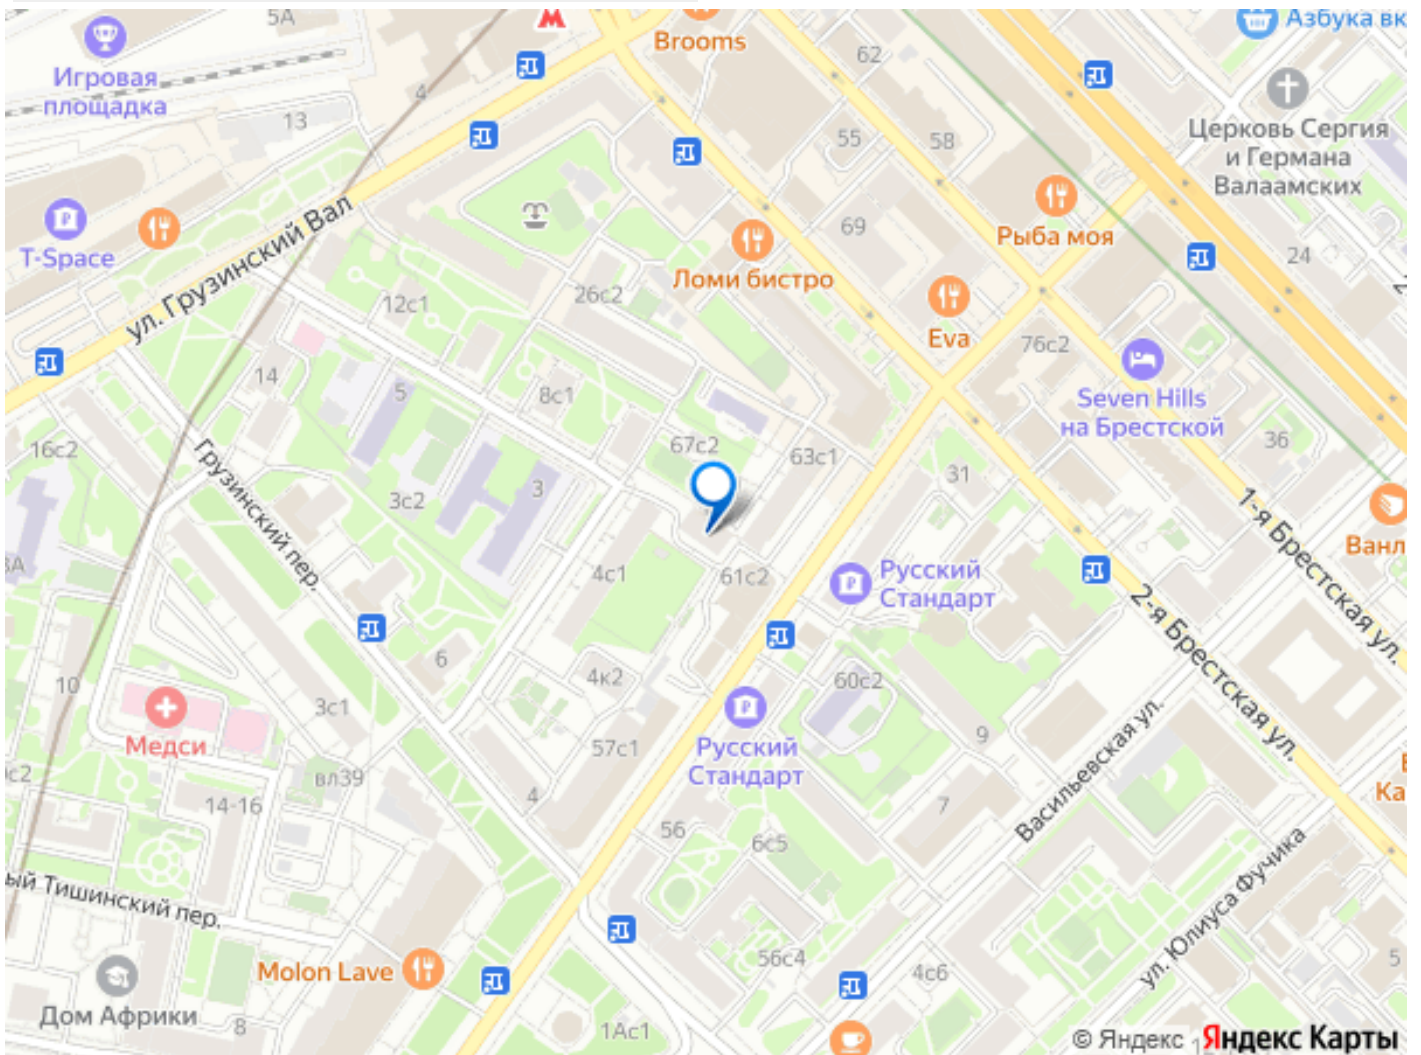 5А
Игровая
площадка
13
4
Brooms
62
Азбука вк
Церковь Сергия
и Германа
Валаамских
55
58
T-Space
ул. Грузинский Вал
69
Рыба моя
24
Ломи бистро
12с1
26с2
Eva
76с2
Seven Hills
на Брестской
14
5
8с1
67с2
63с1
36
31
16с2
3с2
3
Грузинский пер.
1-я Брестская ул.
Ванл
4с1
61с2
Русский
Стандарт
2-я Брестская ул.
6
4к2
60с2
10
3с1
Медси
57с1
Русский
Стандарт
9
Васильевская ул.
вл39
14-16
4
7
56
6с5
Ка
ый Тишинский пер.
ул. Юлиуса Фучика
Molon Lave
56с4
4с6
5
Дом Африки
8
1Ас1
© Яндекс
Яндекс Карты